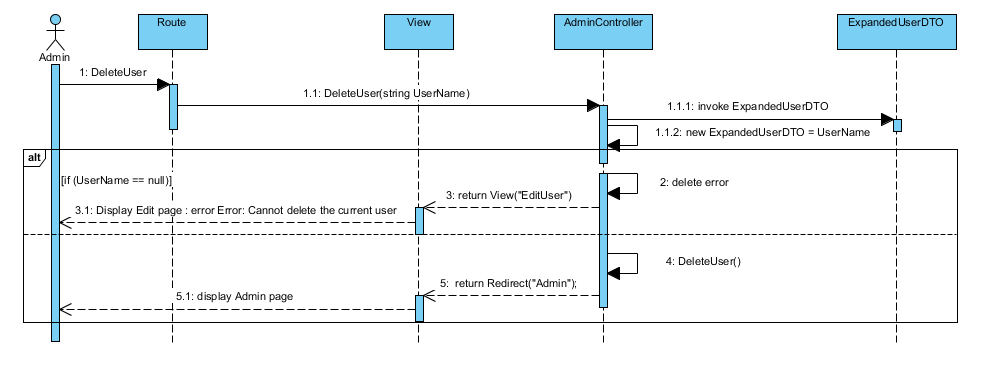 Route
View
AdminController
ExpandedUserDTO
Admin
1: DeleteUser
1.1: DeleteUser(string UserName)
1.1.1: invoke ExpandedUserDTO
1.1.2: new ExpandedUserDTO = UserName
alt
[if (UserName == null)]
2: delete error
3: return View("EditUser")
3.1: Display Edit page : error Error: Cannot delete the current user
4: DeleteUser()
5:  return Redirect("Admin");
5.1: display Admin page